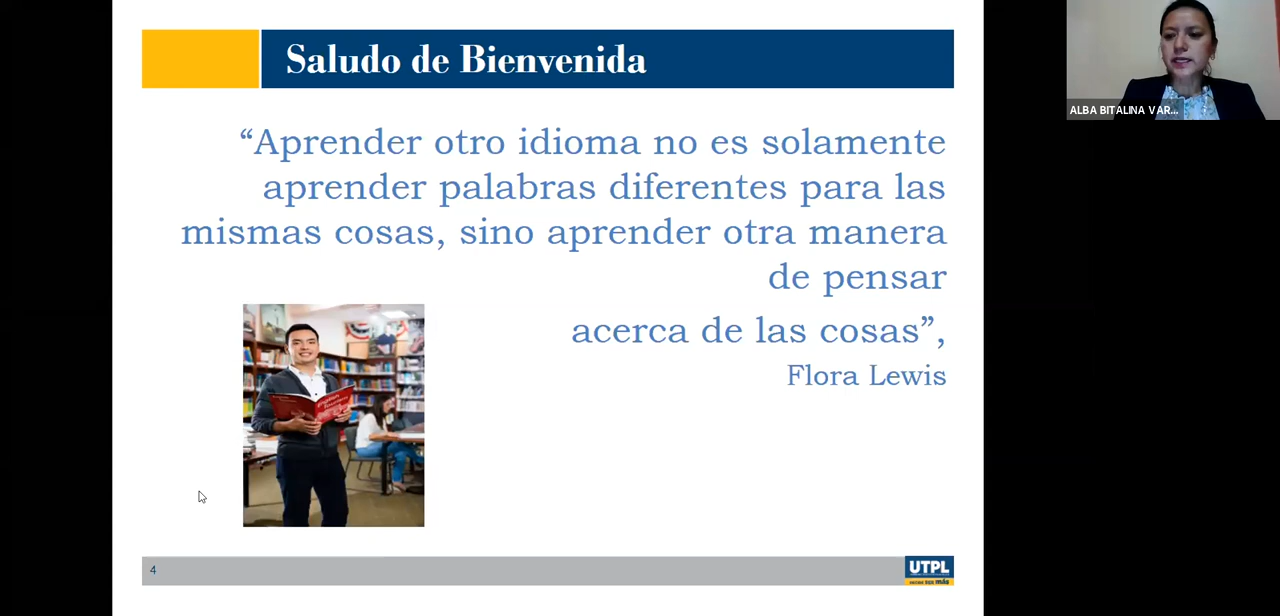 Saludo de Bienvenida
ALBA BITALINA VAR...
“Aprender otro idioma no es solamente
aprender palabras diferentes para las
mismas cosas, sino aprender otra manera
de pensar
acerca de las cosas”,
Flora Lewis
4
UTPL